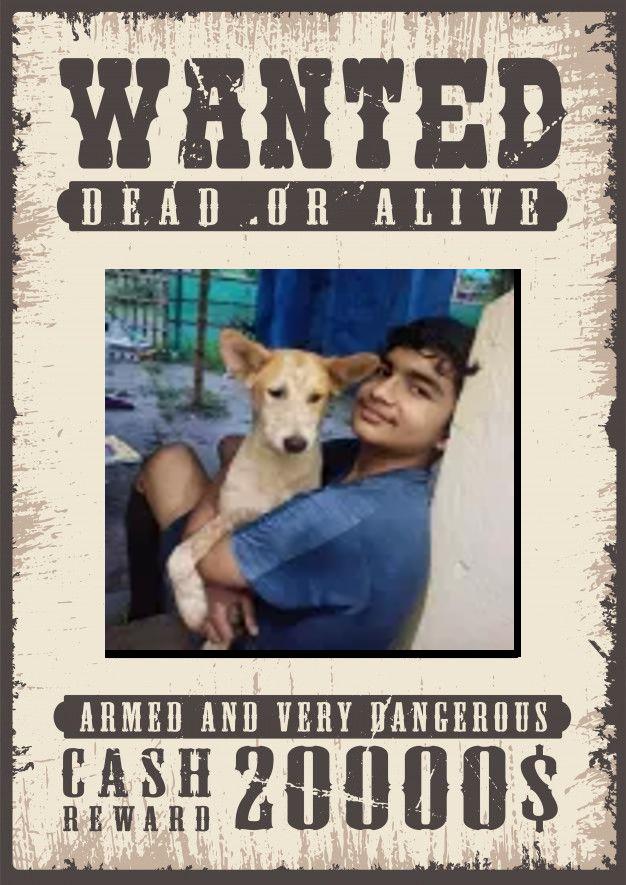 WANTED
DEAD OR ALIVE
ARMED AND VERY DANGEROUS
CASH
REWARD
20000$